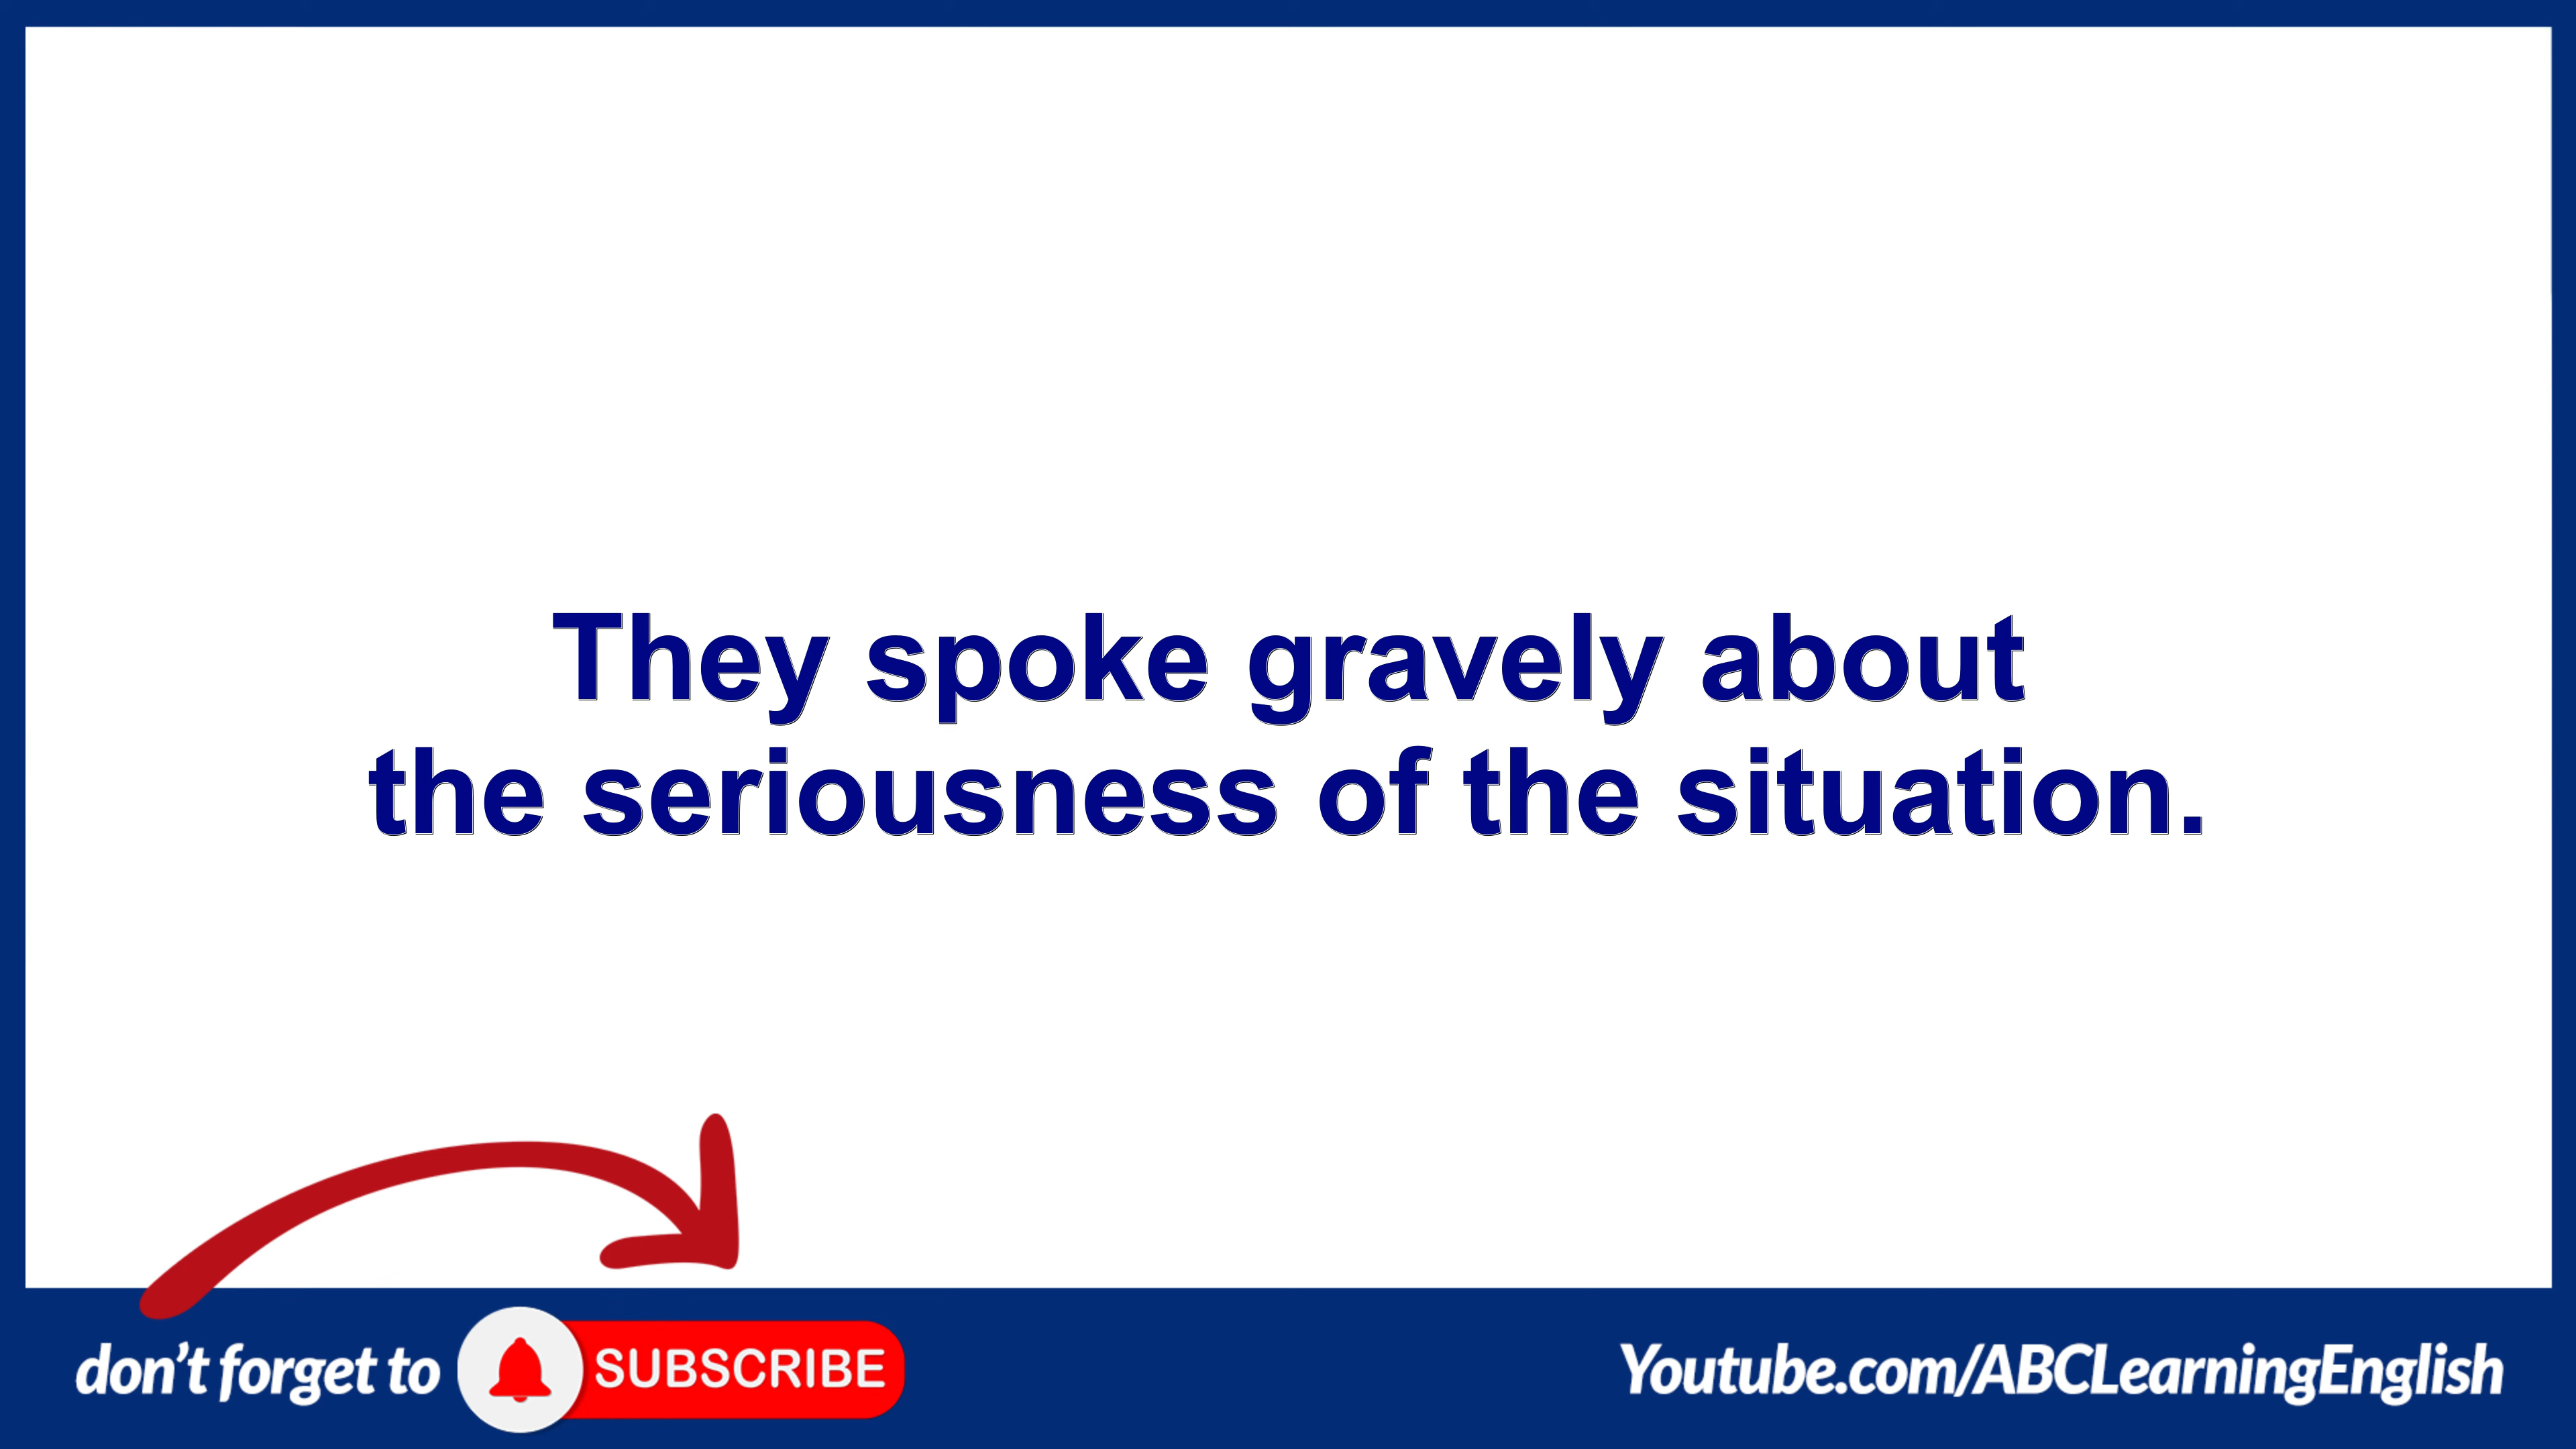 They spoke gravely about
the seriousness of the situation.
don't forget to SUBSCRIBE
Youtube.com/ABCLearningEnglish